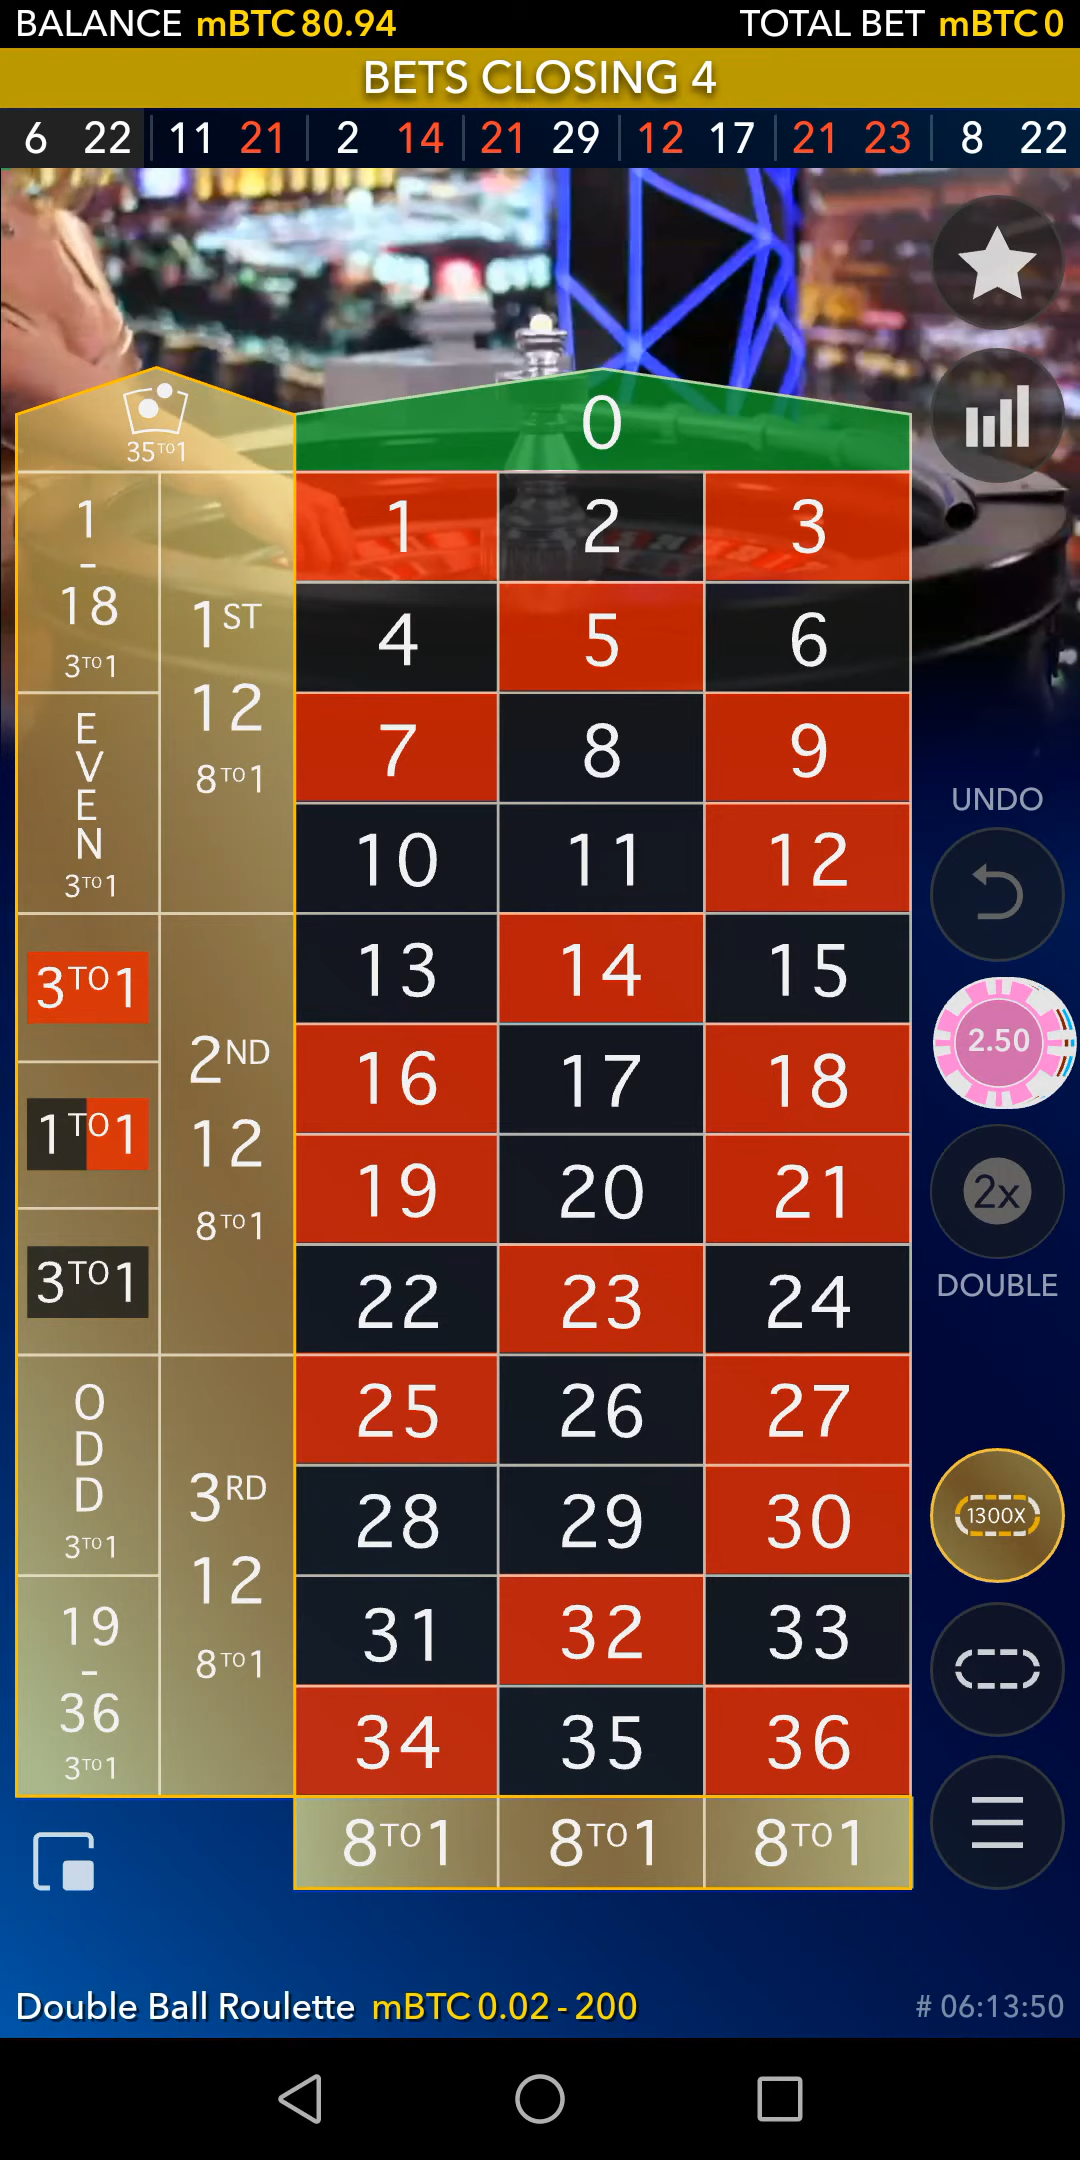 BALANCE mBTC 80.94 TOTAL BET mBTC 0
BETS CLOSING 4
6 22 11 21 2 14 21 29 12 17 21 23 8 22
35 TO 1
0
1 - 18 3 TO 1
EVEN 3 TO 1
3 TO 1
1 TO 1
3 TO 1
ODD 3 TO 1
19 - 36 3 TO 1
1ST 12 8 TO 1
2ND 12 8 TO 1
3RD 12 8 TO 1
1 2 3
4 5 6
7 8 9
10 11 12
13 14 15
16 17 18
19 20 21
22 23 24
25 26 27
28 29 30
31 32 33
34 35 36
8 TO 1 8 TO 1 8 TO 1
UNDO
2.50
2x
DOUBLE
1300X
Double Ball Roulette mBTC 0.02 - 200 # 06:13:50